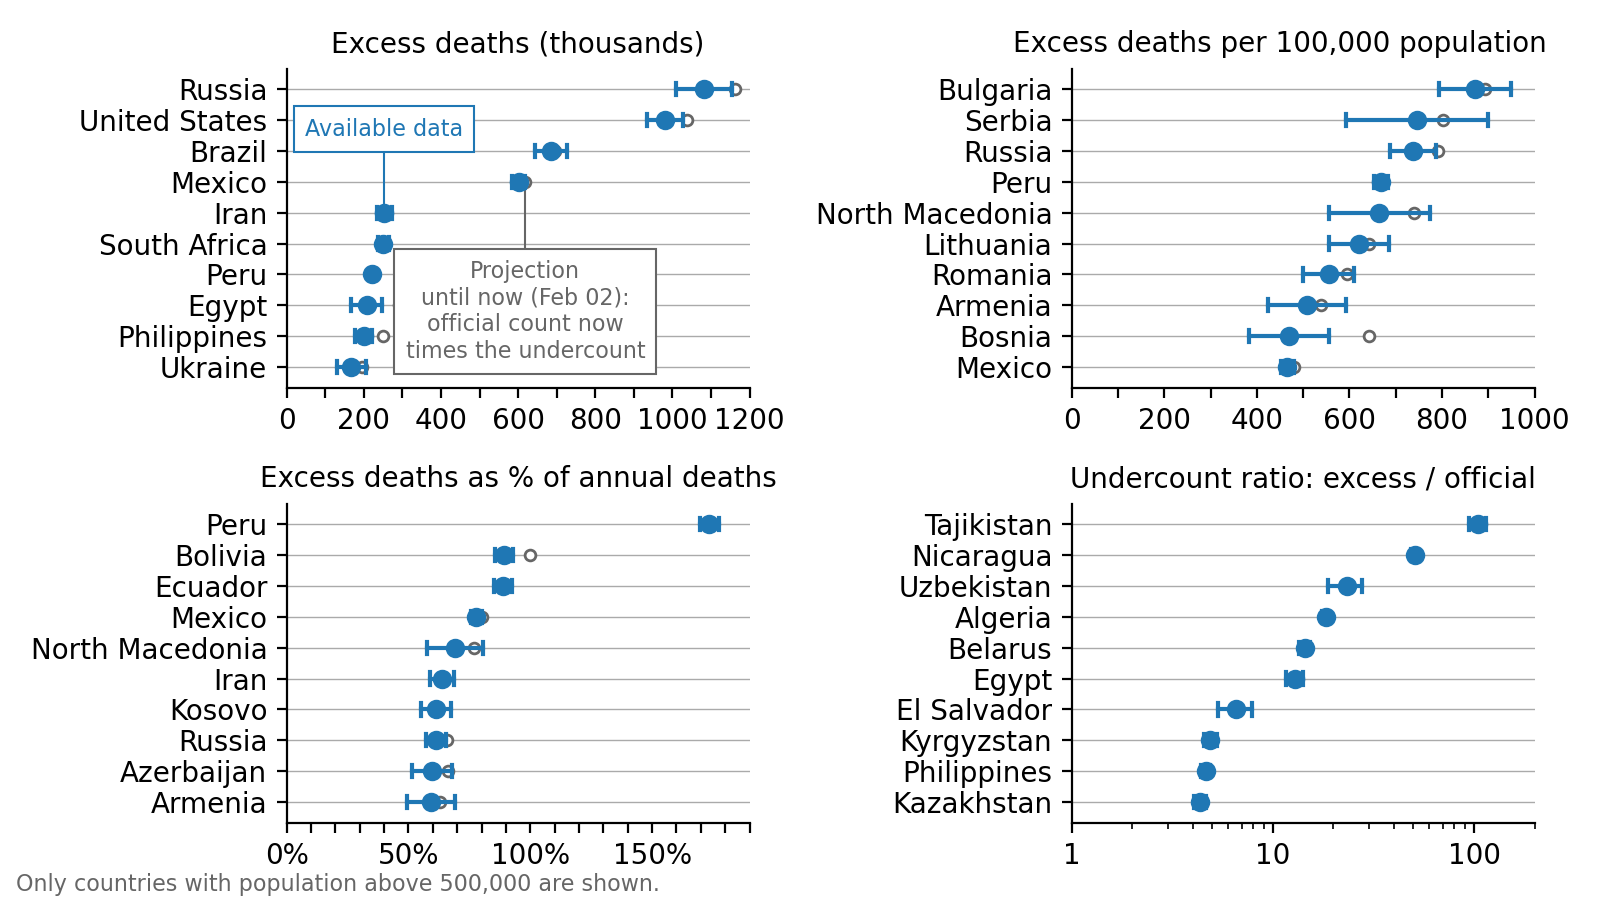 Excess deaths (thousands)
Russia
United States
Brazil
Mexico
Iran
South Africa
Peru
Egypt
Philippines
Ukraine
Available data
Projection
until now (Feb 02):
official count now
times the undercount
0 200 400 600 800 1000 1200
Excess deaths per 100,000 population
Bulgaria
Serbia
Russia
Peru
North Macedonia
Lithuania
Romania
Armenia
Bosnia
Mexico
0 200 400 600 800 1000
Excess deaths as % of annual deaths
Peru
Bolivia
Ecuador
Mexico
North Macedonia
Iran
Kosovo
Russia
Azerbaijan
Armenia
0% 50% 100% 150%
Undercount ratio: excess / official
Tajikistan
Nicaragua
Uzbekistan
Algeria
Belarus
Egypt
El Salvador
Kyrgyzstan
Philippines
Kazakhstan
1 10 100
Only countries with population above 500,000 are shown.